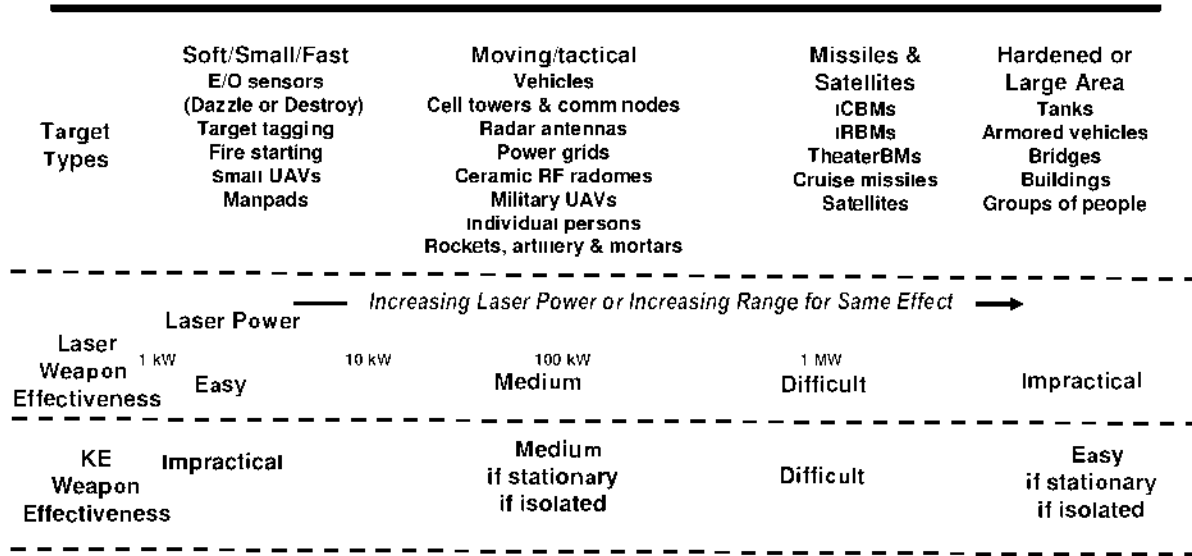 Soft/Small/Fast
E/O sensors
(Dazzle or Destroy)
Target tagging
Fire starting
Small UAVs
Manpads
Moving/tactical
Vehicles
Cell towers & comm nodes
Radar antennas
Power grids
Ceramic RF radomes
Military UAVs
Individual persons
Rockets, artillery & mortars
Missiles &
Satellites
ICBMs
IRBMs
TheaterBMs
Cruise missiles
Satellites
Hardened or
Large Area
Tanks
Armored vehicles
Bridges
Buildings
Groups of people
Target
Types
Increasing Laser Power or Increasing Range for Same Effect
Laser Power
Laser
Weapon
Effectiveness
1 kW
10 kW
100 kW
1 MW
Easy
Medium
Difficult
Impractical
KE
Weapon
Effectiveness
Impractical
Medium
if stationary
if isolated
Difficult
Easy
if stationary
if isolated